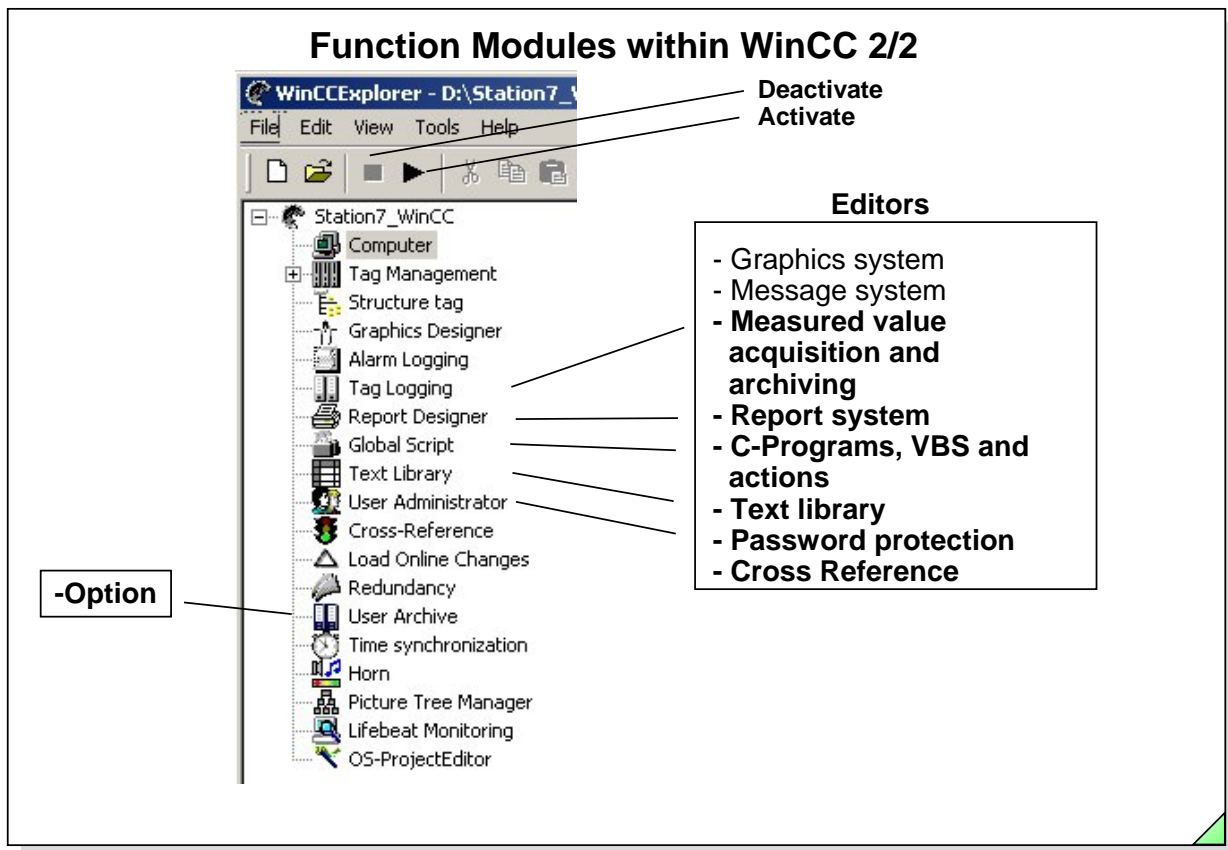 Function Modules within WinCC 2/2
WinCCExplorer - D:\Station7_
Deactivate
Activate
File Edit View Tools Help
Station7_WinCC
Computer
Tag Management
Structure tag
Graphics Designer
Alarm Logging
Tag Logging
Report Designer
Global Script
Text Library
User Administrator
Cross-Reference
Load Online Changes
Redundancy
User Archive
Time synchronization
Horn
Picture Tree Manager
Lifebeat Monitoring
OS-ProjectEditor
-Option
Editors
- Graphics system
- Message system
- Measured value
acquisition and
archiving
- Report system
- C-Programs, VBS and
actions
- Text library
- Password protection
- Cross Reference